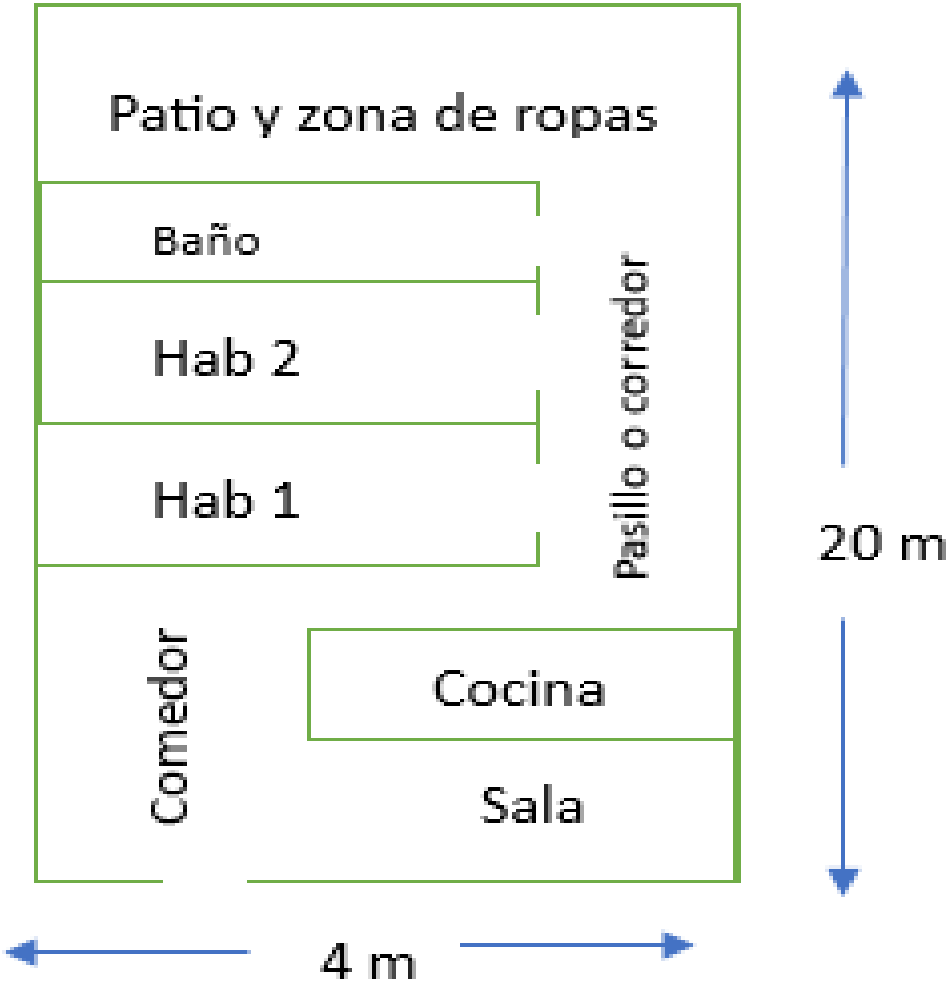 Patio y zona de ropas
Baño
Hab 2
Pasillo o corredor
Hab 1
20 m
Comedor
Cocina
Sala
4 m